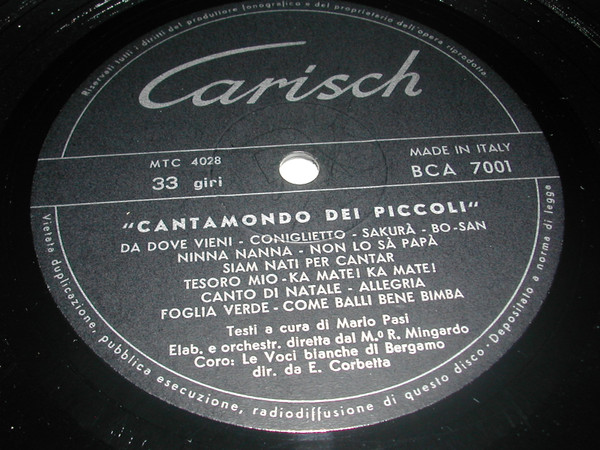 Riservati tutti i diritti del produttore fonografico e del proprietario dell'opera riprodotta
Carisch
MTC 4028
33 giri
MADE IN ITALY
BCA 7001
"CANTAMONDO DEI PICCOLI"
DA DOVE VIENI - CONIGLIETTO - SAKURÀ - BO-SAN
NINNA NANNA - NON LO SÀ PAPÀ
SIAM NATI PER CANTAR
TESORO MIO - KA MATE! KA MATE!
CANTO DI NATALE - ALLEGRIA
FOGLIA VERDE - COME BALLI BENE BIMBA
Testi a cura di Mario Pasi
Elab. e orchestr. diretta dal M.o R. Mingardo
Coro: Le Voci bianche di Bergamo
dir. da E. Corbetta
Vietata duplicazione, pubblica esecuzione, radiodiffusione di questo disco - Depositato a norma di legge